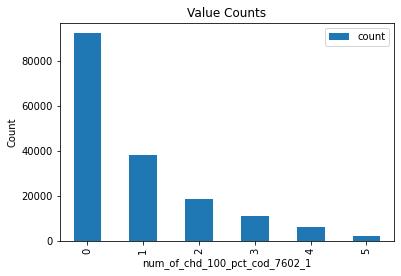 Value Counts
count
80000
60000
40000
20000
0
Count
0 1 2 3 4 5
num_of_chd_100_pct_cod_7602_1